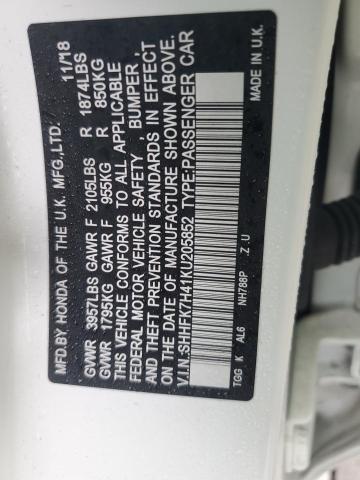 MFD.BY HONDA OF THE U.K. MFG.,LTD. 11/18
GVWR 3957LBS GAWR F 2105LBS R 1874LBS
GVWR 1795KG GAWR F 955KG R 850KG
THIS VEHICLE CONFORMS TO ALL APPLICABLE
FEDERAL MOTOR VEHICLE SAFETY, BUMPER,
AND THEFT PREVENTION STANDARDS IN EFFECT
ON THE DATE OF MANUFACTURE SHOWN ABOVE.
V.I.N.:SHHFK7H41KU205852 TYPE:PASSENGER CAR
TGG K AL6 NH788P .Z.U MADE IN U.K.